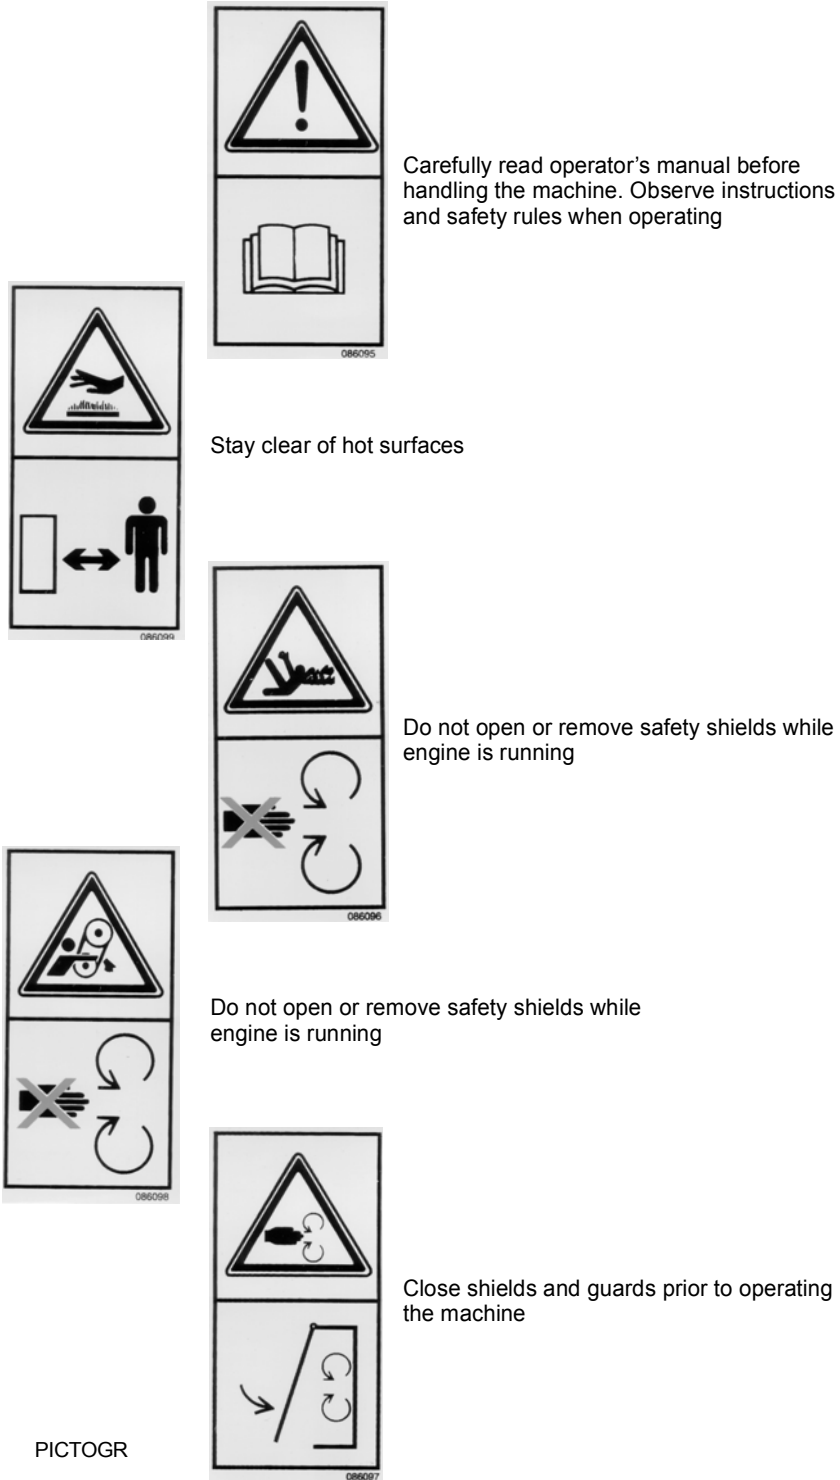 Carefully read operator’s manual before
handling the machine. Observe instructions
and safety rules when operating
086095
Stay clear of hot surfaces
086099
Do not open or remove safety shields while
engine is running
086096
Do not open or remove safety shields while
engine is running
086098
Close shields and guards prior to operating
the machine
PICTOGR
086097